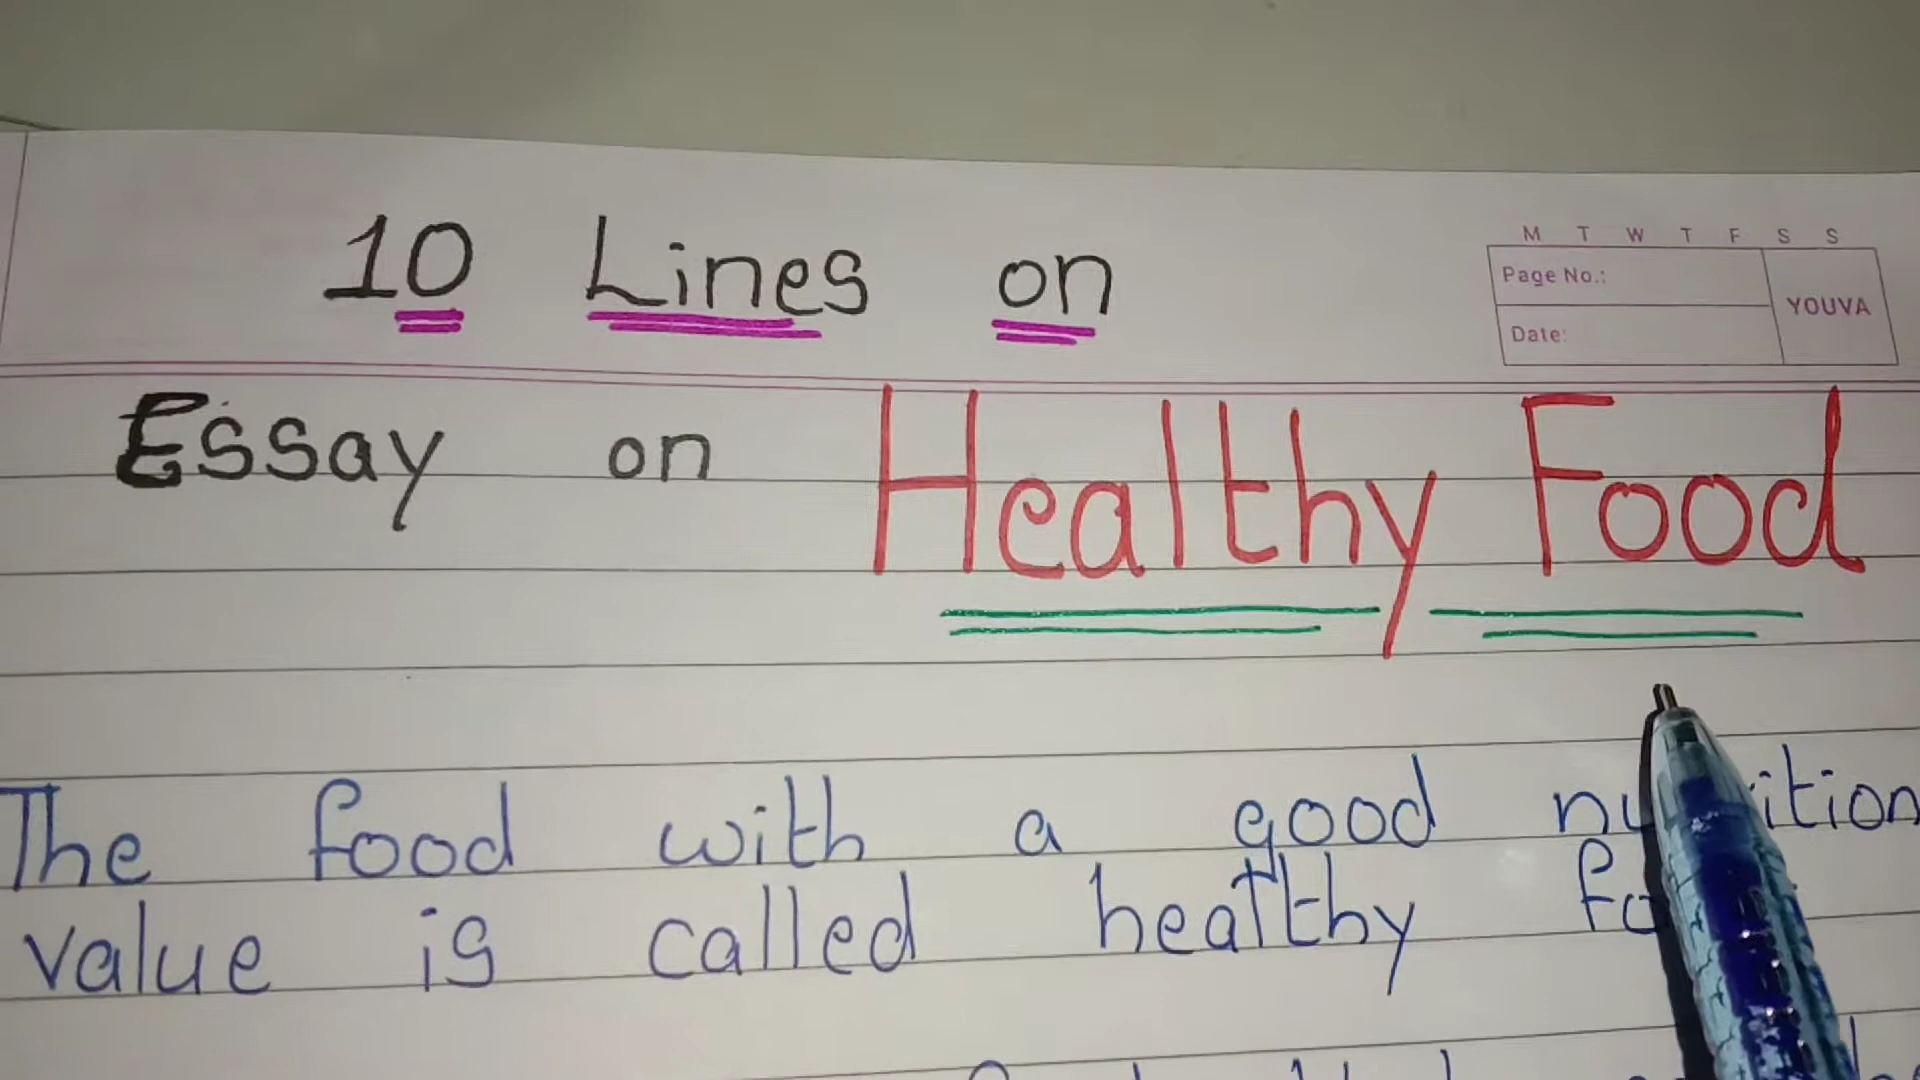 10 Lines on
M T W T F S S
Page No.:
YOUVA
Date:
Essay on Healthy Food
The food with a good
value is called healthy